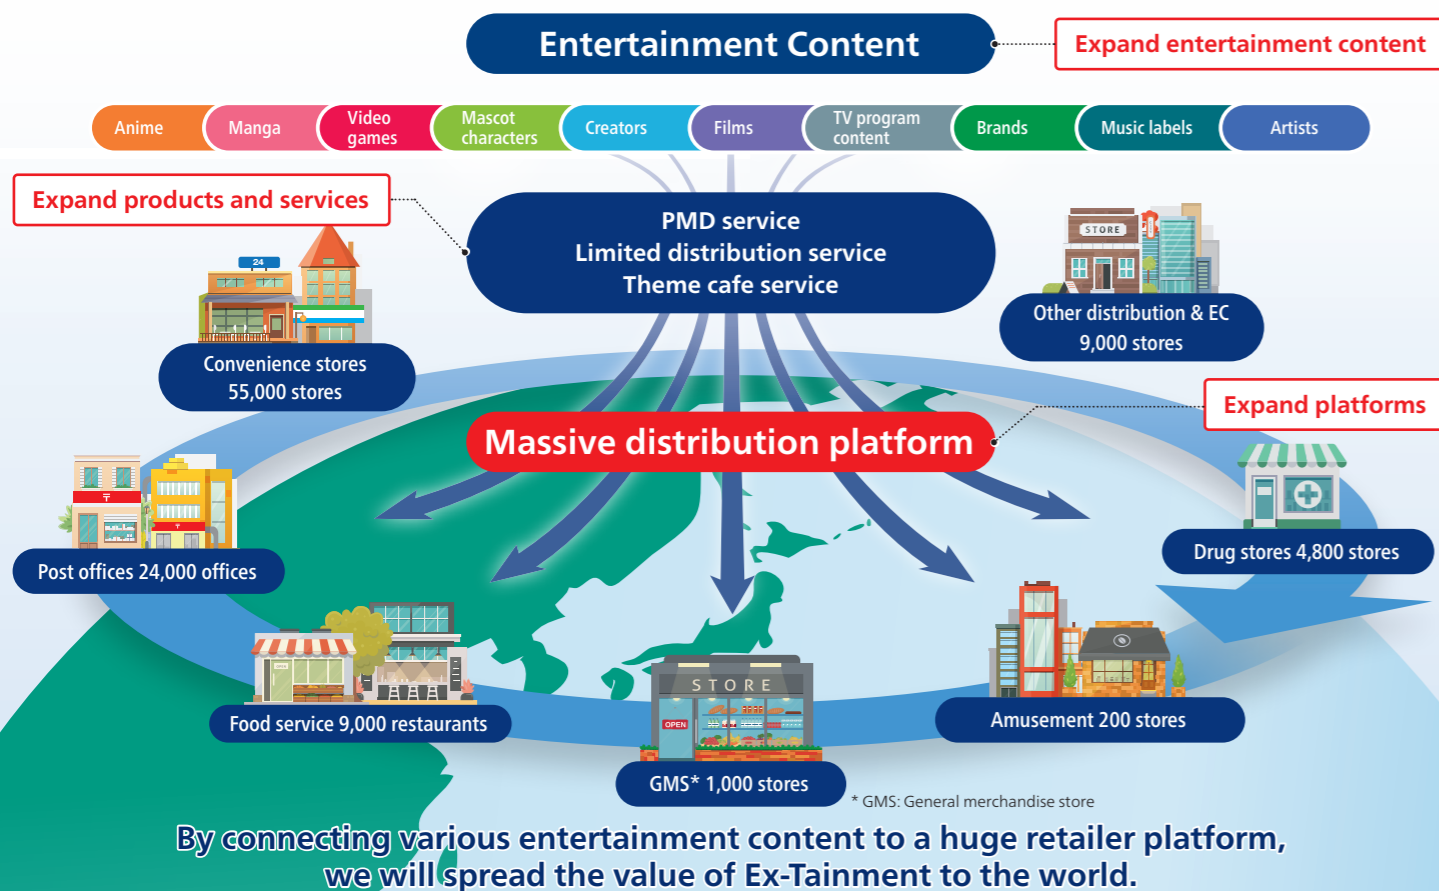 Entertainment Content
Expand entertainment content
Anime
Manga
Video
games
Mascot
characters
Creators
Films
TV program
content
Brands
Music labels
Artists
Expand products and services
PMD service
Limited distribution service
Theme cafe service
STORE
Other distribution & EC
9,000 stores
24
Convenience stores
55,000 stores
Expand platforms
Massive distribution platform
Drug stores 4,800 stores
Post offices 24,000 offices
OPEN
Food service 9,000 restaurants
STORE
OPEN
GMS* 1,000 stores
Amusement 200 stores
* GMS: General merchandise store
By connecting various entertainment content to a huge retailer platform,
we will spread the value of Ex-Tainment to the world.